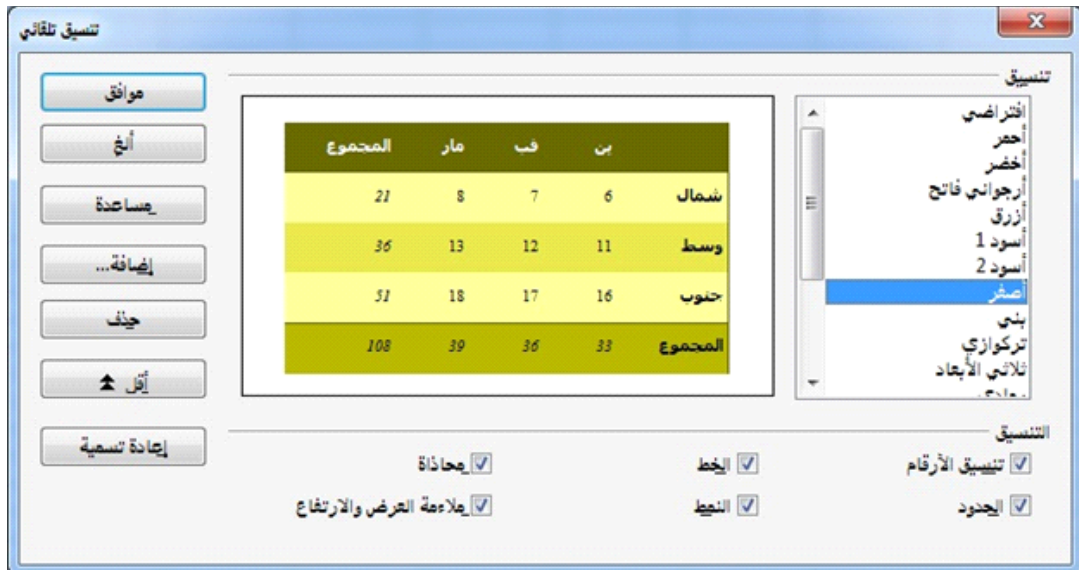 تنسيق تلقائي
تنسيق
افتراضي
أحمر
أخضر
أرجواني فاتح
أزرق
أسود 1
أسود 2
أصفر
بني
تركوازي
ثلاثي الأبعاد
ين فب مار المجموع
شمال 6 7 8 21
وسط 11 12 13 36
جنوب 16 17 18 51
المجموع 33 36 39 108
موافق
ألغ
مساعدة
إضافة...
حذف
أقل
إعادة تسمية
التنسيق
تنسيق الأرقام
الخط
محاذاة
الحدود
النمط
ملاءمة العرض والارتفاع